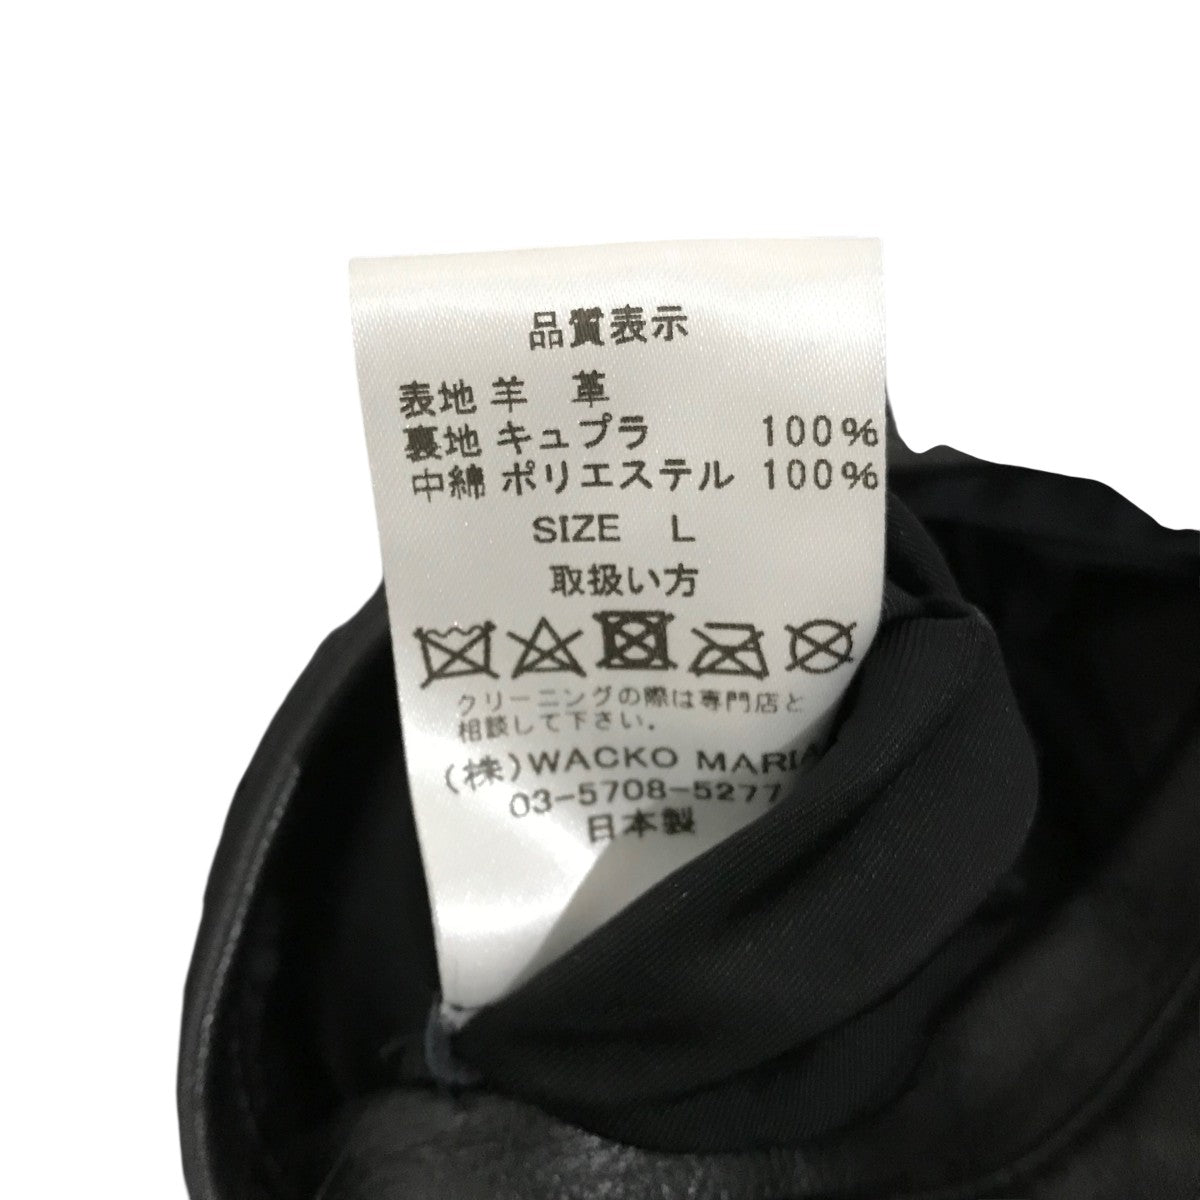 品質表示
表地 羊 革
裏地 キュプラ 100%
中綿 ポリエステル 100%
SIZE L
取扱い方
クリーニングの際は専門店と
相談して下さい.
(株)WACKO MARIA
03-5708-5277
日本製